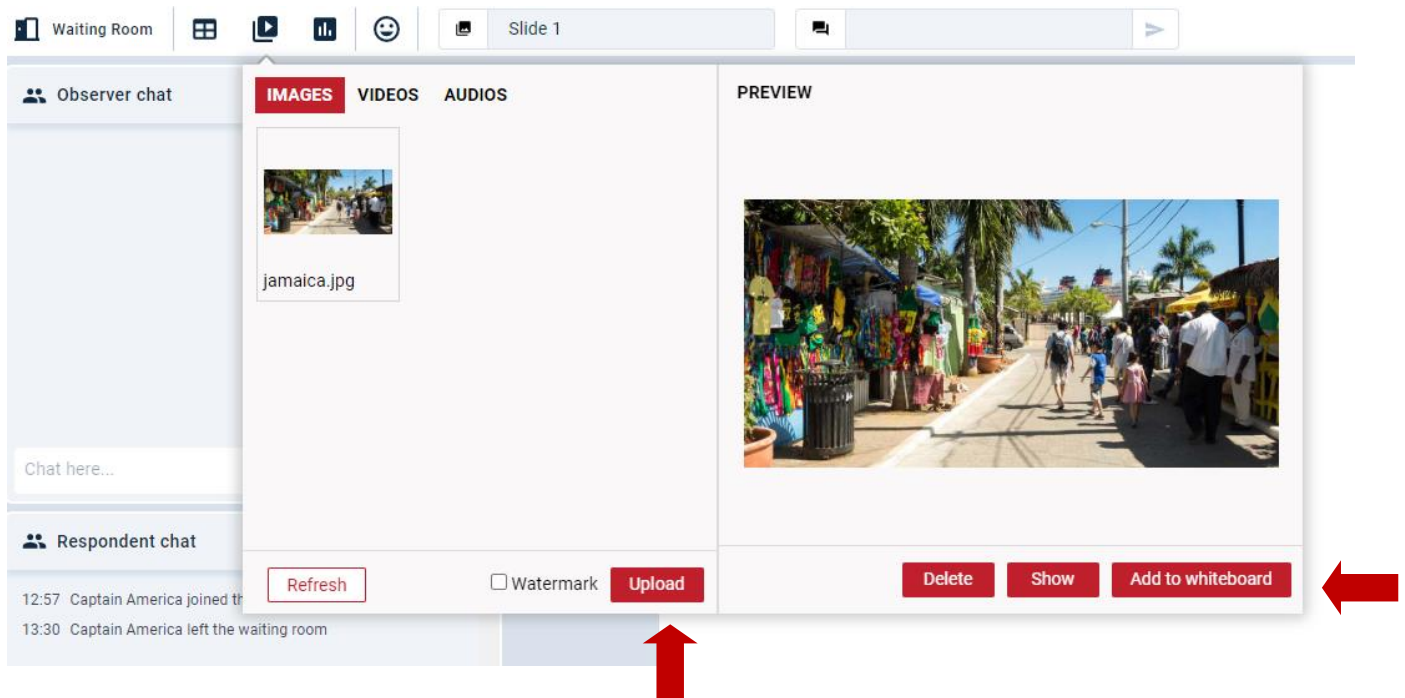 Waiting Room
Slide 1
Observer chat
IMAGES VIDEOS AUDIOS
PREVIEW
jamaica.jpg
Chat here...
Respondent chat
Refresh
Watermark
Upload
Delete
Show
Add to whiteboard
12:57 Captain America joined
13:30 Captain America left the waiting room